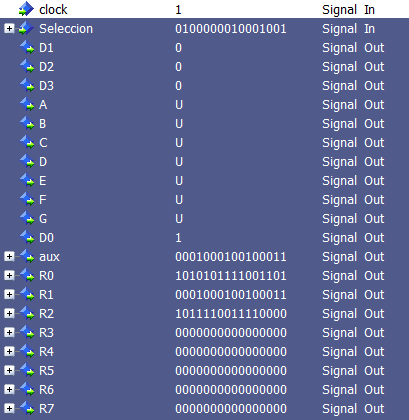 clock 1 Signal In
Seleccion 0100000010001001 Signal In
D1 0 Signal Out
D2 0 Signal Out
D3 0 Signal Out
A U Signal Out
B U Signal Out
C U Signal Out
D U Signal Out
E U Signal Out
F U Signal Out
G U Signal Out
D0 1 Signal Out
aux 0001000100100011 Signal Out
R0 1010101111001101 Signal Out
R1 0001000100100011 Signal Out
R2 1011110011110000 Signal Out
R3 0000000000000000 Signal Out
R4 0000000000000000 Signal Out
R5 0000000000000000 Signal Out
R6 0000000000000000 Signal Out
R7 0000000000000000 Signal Out